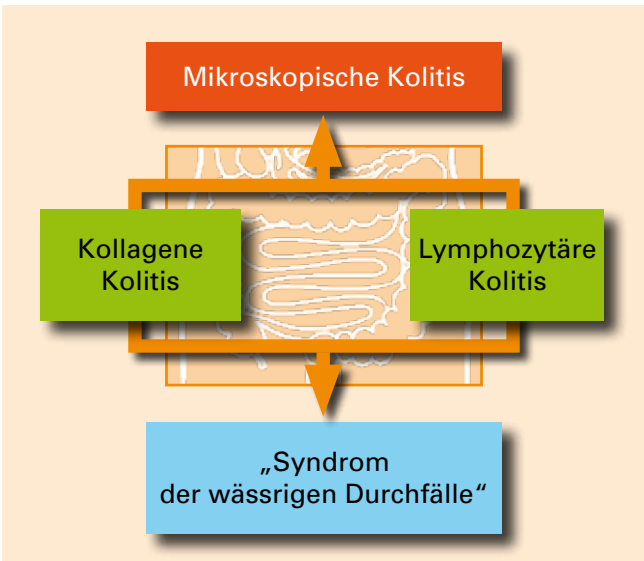 Mikroskopische Kolitis
Kollagene
Kolitis
Lymphozytäre
Kolitis
„Syndrom
der wässrigen Durchfälle“